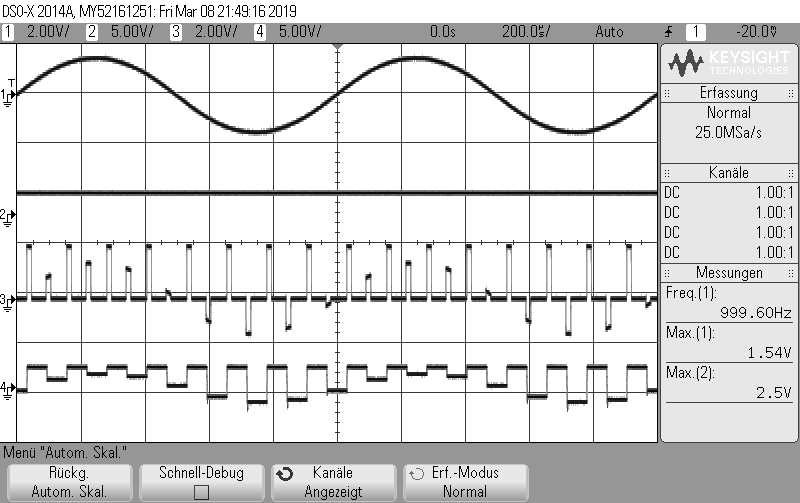 DSO-X 2014A, MY52161251: Fri Mar 08 21:49:16 2019
1 2.00V/ 2 5.00V/ 3 2.00V/ 4 5.00V/ 0.0s 200.0µs/ Auto 1 -20.0V
KEYSIGHT
TECHNOLOGIES
Erfassung
Normal
25.0MSa/s
Kanäle
DC 1.00:1
DC 1.00:1
DC 1.00:1
DC 1.00:1
Messungen
Freq.(1):
999.60Hz
Max.(1):
1.54V
Max.(2):
2.5V
T
1
2
3
4
Menü "Autom. Skal."
Rückg.
Autom. Skal.
Schnell-Debug
Kanäle
Angezeigt
Erf.-Modus
Normal